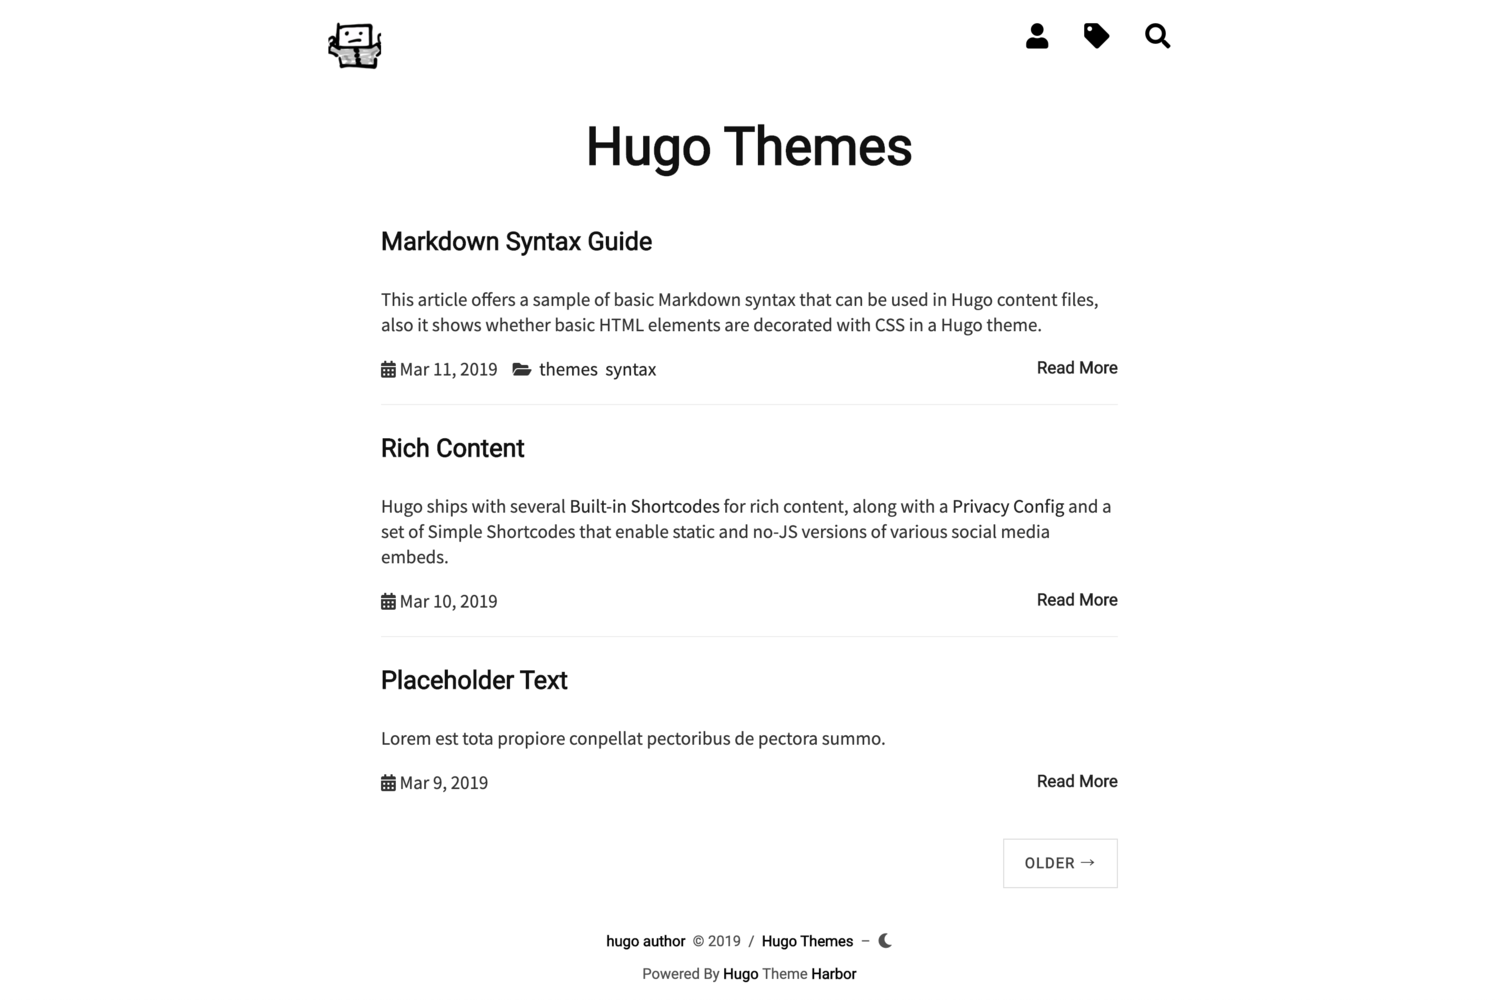 Hugo Themes
Markdown Syntax Guide
This article offers a sample of basic Markdown syntax that can be used in Hugo content files,
also it shows whether basic HTML elements are decorated with CSS in a Hugo theme.
Mar 11, 2019 themes syntax Read More
Rich Content
Hugo ships with several Built-in Shortcodes for rich content, along with a Privacy Config and a
set of Simple Shortcodes that enable static and no-JS versions of various social media
embeds.
Mar 10, 2019 Read More
Placeholder Text
Lorem est tota propiore conpellat pectoribus de pectora summo.
Mar 9, 2019 Read More
OLDER →
hugo author © 2019 / Hugo Themes –
Powered By Hugo Theme Harbor